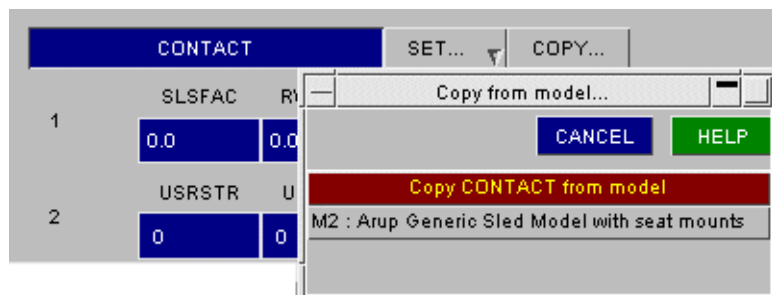 CONTACT SET... COPY...
SLSFAC Copy from model...
1
0.0 0.0 CANCEL HELP
USRSTR U Copy CONTACT from model
2 M2 : Arup Generic Sled Model with seat mounts
0 0